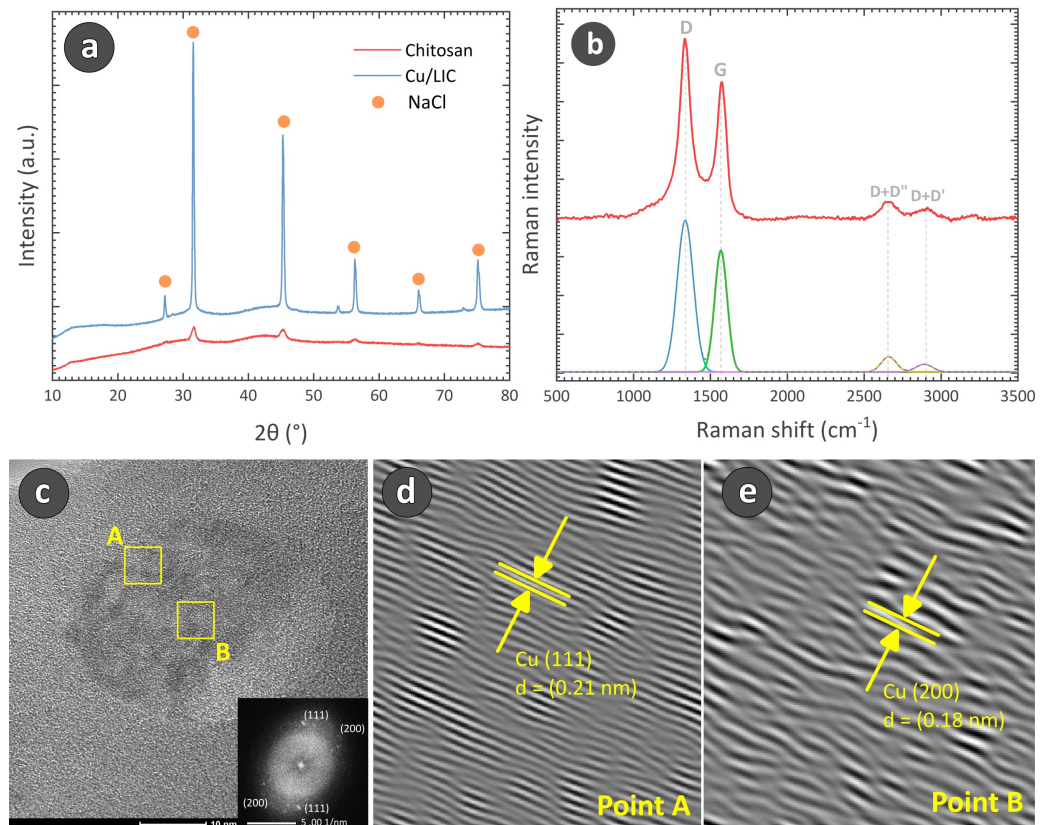 a
Chitosan
Cu/LIC
NaCl
Intensity (a.u.)
10 20 30 40 50 60 70 80
2θ (°)
b
D
G
D+D"
D+D'
Raman intensity
500 1000 1500 2000 2500 3000 3500
Raman shift (cm⁻¹)
c
A
B
(111)
(200)
(200)
(111)
10 nm
5.00 1/nm
d
Cu (111)
d = (0.21 nm)
Point A
e
Cu (200)
d = (0.18 nm)
Point B